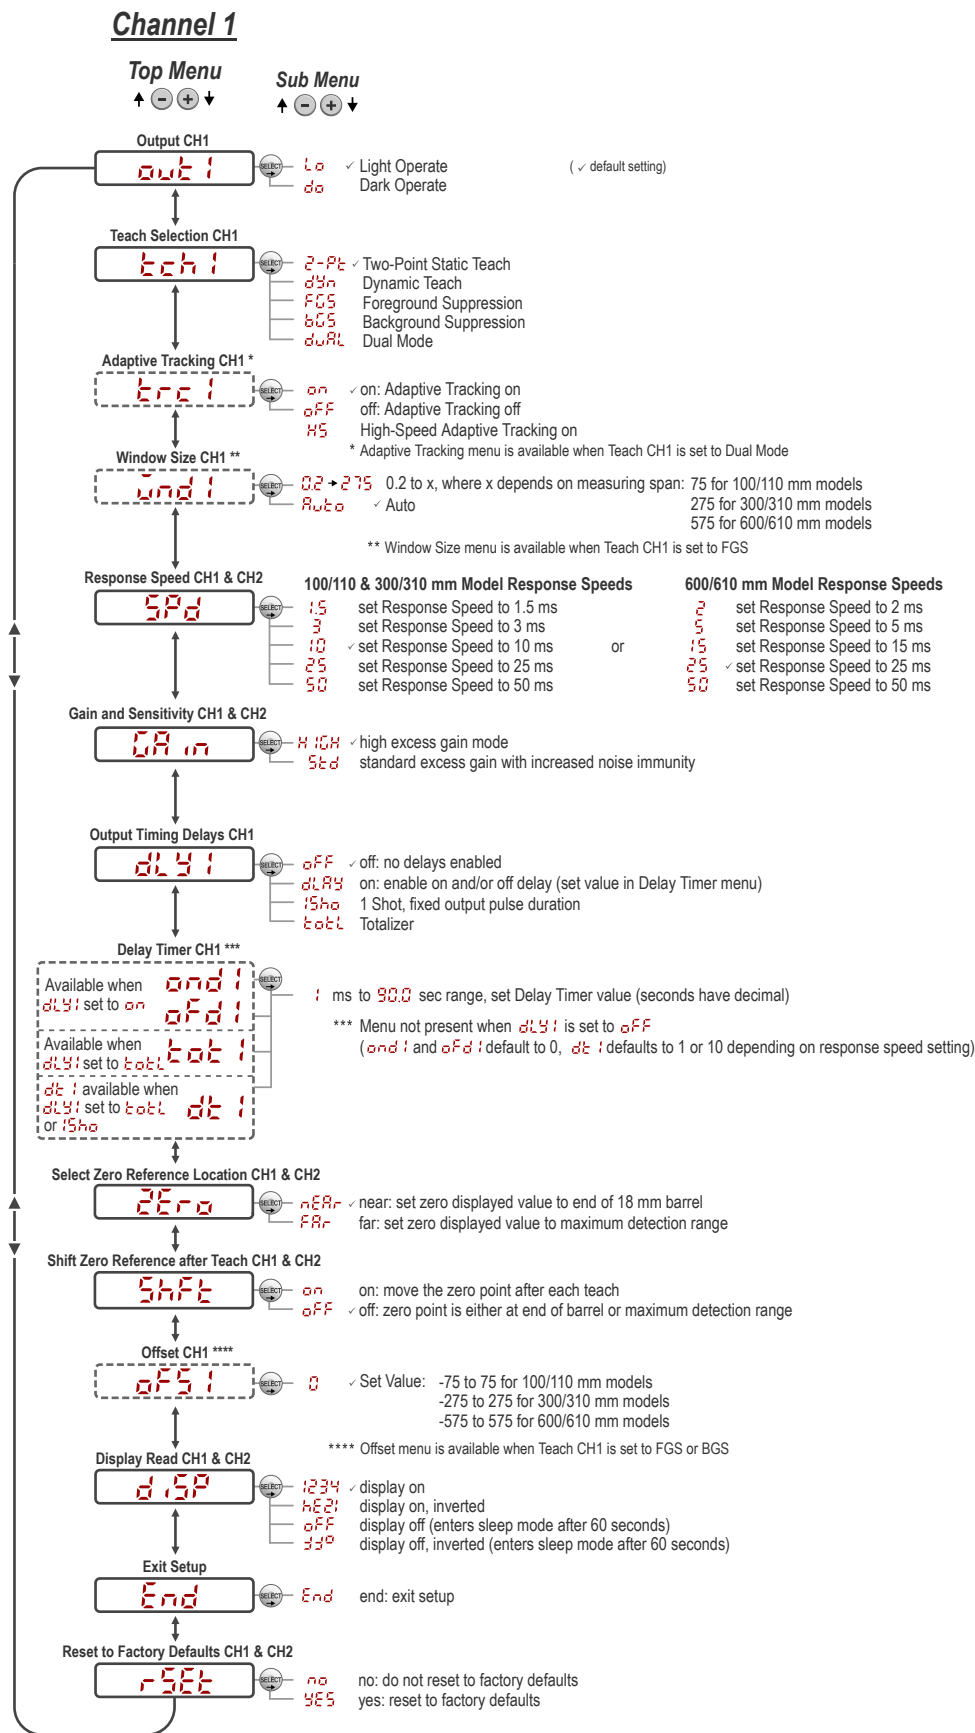 Channel 1
Top Menu
Sub Menu
Output CH1
out1
SELECT
Lo ✓ Light Operate
( ✓ default setting)
do Dark Operate
Teach Selection CH1
tch1
SELECT
2-Pt ✓ Two-Point Static Teach
dYn Dynamic Teach
FGS Foreground Suppression
bGS Background Suppression
duAL Dual Mode
Adaptive Tracking CH1 *
trc1
SELECT
on ✓ on: Adaptive Tracking on
oFF off: Adaptive Tracking off
HS High-Speed Adaptive Tracking on
* Adaptive Tracking menu is available when Teach CH1 is set to Dual Mode
Window Size CH1 **
wnd1
SELECT
0.2 → 275 0.2 to x, where x depends on measuring span: 75 for 100/110 mm models
Auto ✓ Auto 275 for 300/310 mm models
575 for 600/610 mm models
** Window Size menu is available when Teach CH1 is set to FGS
Response Speed CH1 & CH2
SPd
SELECT
100/110 & 300/310 mm Model Response Speeds
1.5 set Response Speed to 1.5 ms
3 set Response Speed to 3 ms
10 ✓ set Response Speed to 10 ms
25 set Response Speed to 25 ms
50 set Response Speed to 50 ms
or
600/610 mm Model Response Speeds
2 set Response Speed to 2 ms
5 set Response Speed to 5 ms
15 set Response Speed to 15 ms
25 ✓ set Response Speed to 25 ms
50 set Response Speed to 50 ms
Gain and Sensitivity CH1 & CH2
GAin
SELECT
HIGH ✓ high excess gain mode
Std standard excess gain with increased noise immunity
Output Timing Delays CH1
dLY1
SELECT
oFF ✓ off: no delays enabled
dLAY on: enable on and/or off delay (set value in Delay Timer menu)
1Sho 1 Shot, fixed output pulse duration
totL Totalizer
Delay Timer CH1 ***
Available when
dLY1 set to on
ond1
oFd1
SELECT
Available when
dLY1 set to totL
tot1
dt1 available when
dLY1 set to totL
or 1Sho
dt1
1 ms to 90.0 sec range, set Delay Timer value (seconds have decimal)
*** Menu not present when dLY1 is set to oFF
(ond1 and oFd1 default to 0, dt1 defaults to 1 or 10 depending on response speed setting)
Select Zero Reference Location CH1 & CH2
ZEro
SELECT
nEAr ✓ near: set zero displayed value to end of 18 mm barrel
FAr far: set zero displayed value to maximum detection range
Shift Zero Reference after Teach CH1 & CH2
ShFt
SELECT
on on: move the zero point after each teach
oFF ✓ off: zero point is either at end of barrel or maximum detection range
Offset CH1 ****
oFS1
SELECT
0 ✓ Set Value: -75 to 75 for 100/110 mm models
-275 to 275 for 300/310 mm models
-575 to 575 for 600/610 mm models
**** Offset menu is available when Teach CH1 is set to FGS or BGS
Display Read CH1 & CH2
diSP
SELECT
1234 ✓ display on
hEZ1 display on, inverted
oFF display off (enters sleep mode after 60 seconds)
display off, inverted (enters sleep mode after 60 seconds)
Exit Setup
End
SELECT
End end: exit setup
Reset to Factory Defaults CH1 & CH2
rSEt
SELECT
no no: do not reset to factory defaults
YES yes: reset to factory defaults